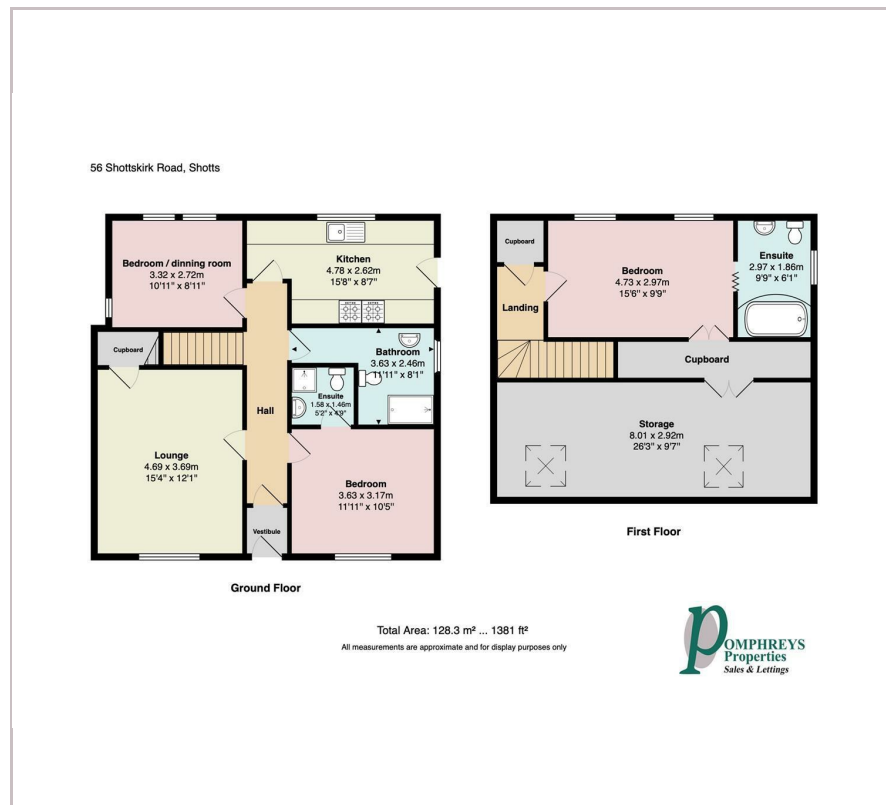 56 Shottskirk Road, Shotts
Bedroom / dinning room
3.32 x 2.72m
10'11" x 8'11"
Kitchen
4.78 x 2.62m
15'8" x 8'7"
Cupboard
Bathroom
3.63 x 2.46m
11'11" x 8'1"
Ensuite
1.58 x 1.46m
5'2" x 4'9"
Hall
Lounge
4.69 x 3.69m
15'4" x 12'1"
Bedroom
3.63 x 3.17m
11'11" x 10'5"
Vestibule
Ground Floor
Cupboard
Bedroom
4.73 x 2.97m
15'6" x 9'9"
Ensuite
2.97 x 1.86m
9'9" x 6'1"
Landing
Cupboard
Storage
8.01 x 2.92m
26'3" x 9'7"
First Floor
Total Area: 128.3 m² ... 1381 ft²
All measurements are approximate and for display purposes only
POMPHREYS
Properties
Sales & Lettings